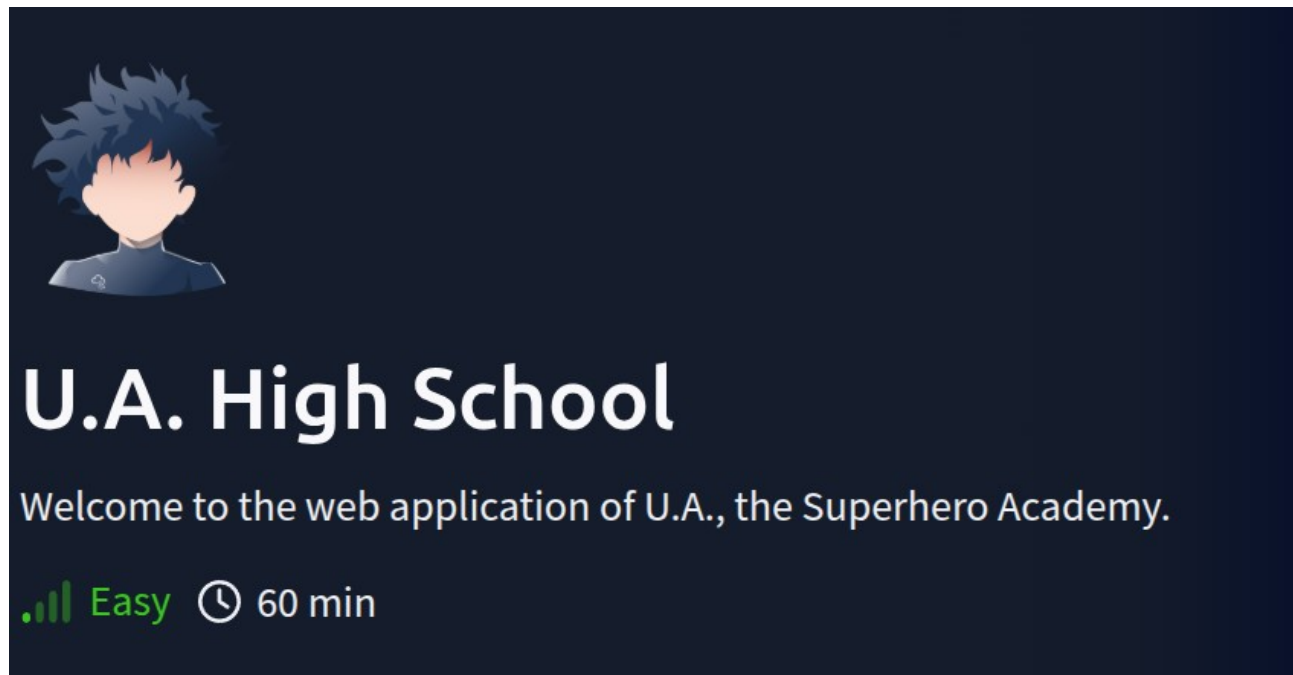 U.A. High School
Welcome to the web application of U.A., the Superhero Academy.
Easy 60 min